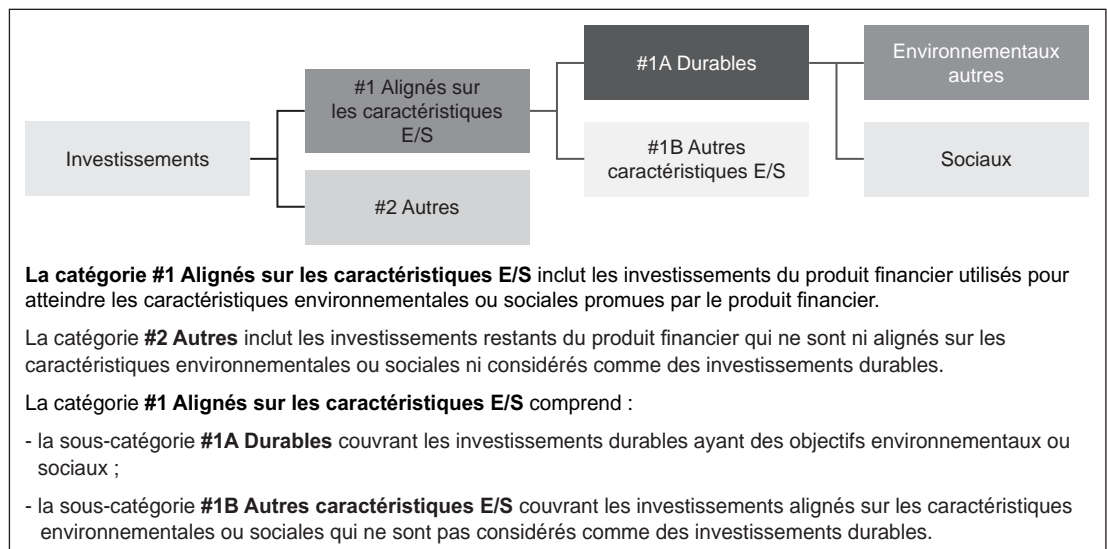 Investissements
#1 Alignés sur
les caractéristiques
E/S
#2 Autres
#1A Durables
#1B Autres
caractéristiques E/S
Environnementaux
autres
Sociaux
La catégorie #1 Alignés sur les caractéristiques E/S inclut les investissements du produit financier utilisés pour
atteindre les caractéristiques environnementales ou sociales promues par le produit financier.
La catégorie #2 Autres inclut les investissements restants du produit financier qui ne sont ni alignés sur les
caractéristiques environnementales ou sociales ni considérés comme des investissements durables.
La catégorie #1 Alignés sur les caractéristiques E/S comprend :
- la sous-catégorie #1A Durables couvrant les investissements durables ayant des objectifs environnementaux ou
sociaux ;
- la sous-catégorie #1B Autres caractéristiques E/S couvrant les investissements alignés sur les caractéristiques
environnementales ou sociales qui ne sont pas considérés comme des investissements durables.